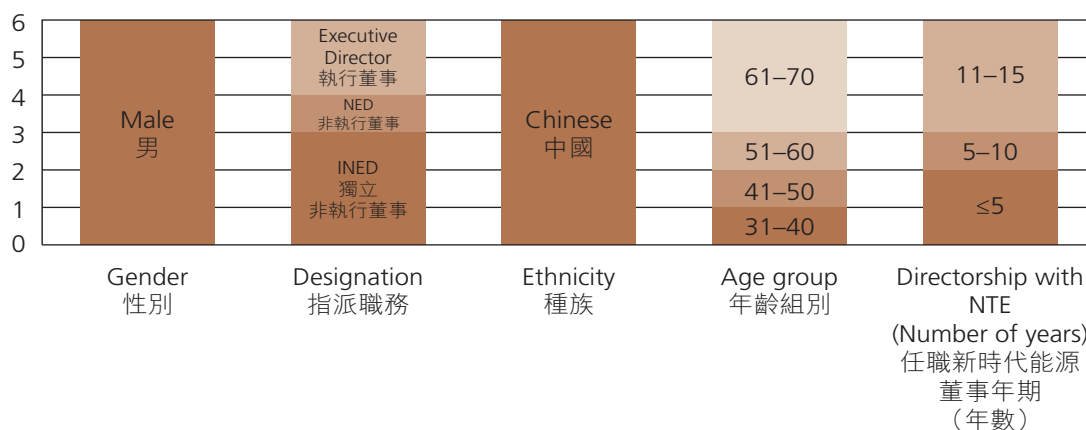 6
5
4
3
2
1
0
Male
男
Executive
Director
執行董事
NED
非執行董事
INED
獨立
非執行董事
Chinese
中國
61–70
51–60
41–50
31–40
11–15
5–10
≤5
Gender
性別
Designation
指派職務
Ethnicity
種族
Age group
年齡組別
Directorship with
NTE
(Number of years)
任職新時代能源
董事年期
（年數）